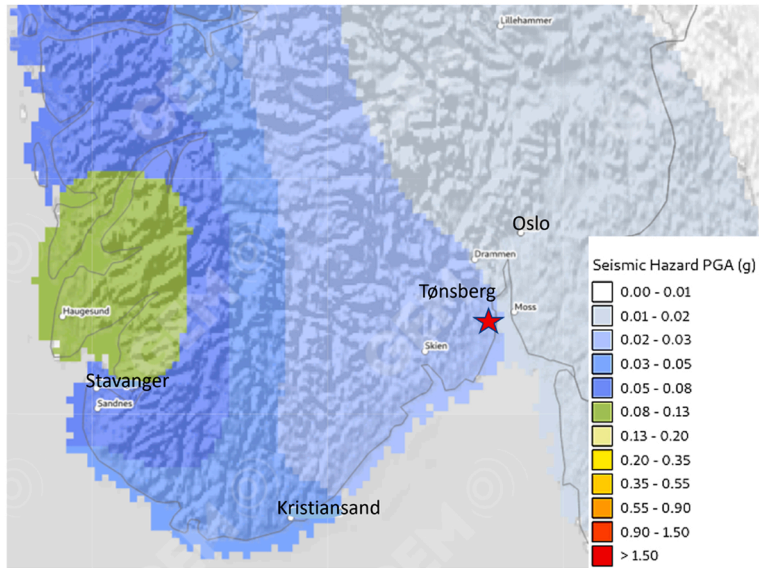 Lillehammer
Oslo
Drammen
Tønsberg
Moss
Haugesund
Skien
Stavanger
Sandnes
Kristiansand
Seismic Hazard PGA (g)
0.00 - 0.01
0.01 - 0.02
0.02 - 0.03
0.03 - 0.05
0.05 - 0.08
0.08 - 0.13
0.13 - 0.20
0.20 - 0.35
0.35 - 0.55
0.55 - 0.90
0.90 - 1.50
> 1.50